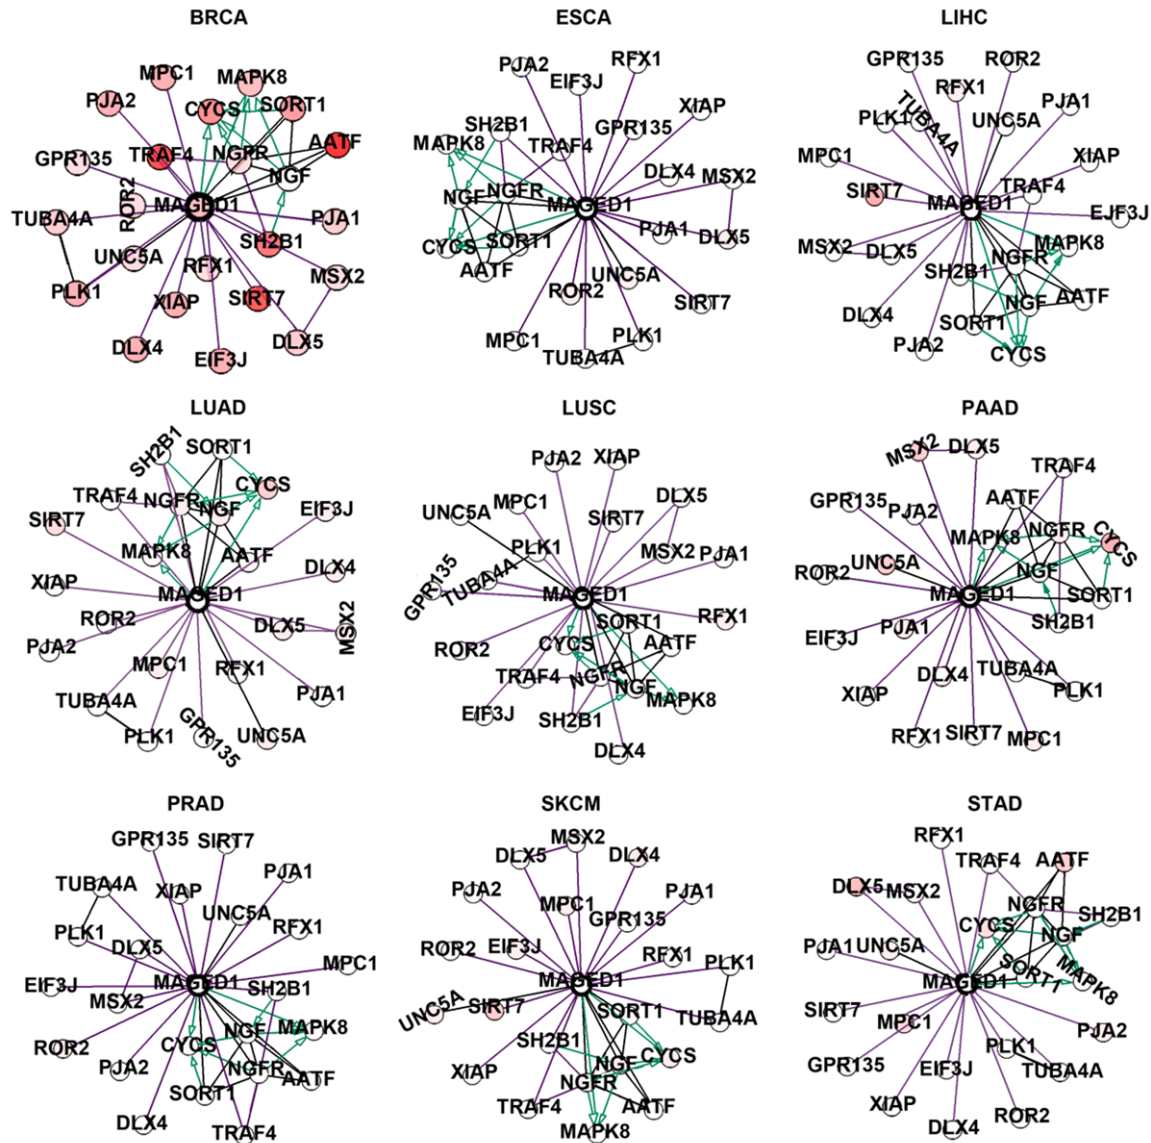 BRCA
MPC1
MAPK8
PJA2
CYCS
SORT1
AATF
GPR135
TRAF4
NGFR
NGF
ROR2
TUBA4A
MAGED1
PJA1
SH2B1
UNC5A
RFX1
MSX2
PLK1
XIAP
SIRT7
DLX4
EIF3J
DLX5
ESCA
PJA2
RFX1
EIF3J
XIAP
SH2B1
GPR135
MAPK8
TRAF4
DLX4
MSX2
NGF
NGFR
MAGED1
CYCS
SORT1
PJA1
DLX5
AATF
UNC5A
ROR2
SIRT7
MPC1
PLK1
TUBA4A
LIHC
GPR135
ROR2
RFX1
PJA1
PLK1
TUBA4A
UNC5A
MPC1
XIAP
SIRT7
TRAF4
MAGED1
EJF3J
MSX2
DLX5
MAPK8
NGFR
SH2B1
NGF
AATF
DLX4
SORT1
PJA2
CYCS
LUAD
SH2B1
SORT1
CYCS
TRAF4
NGFR
NGF
EIF3J
SIRT7
MAPK8
AATF
XIAP
DLX4
MAGED1
ROR2
DLX5
MSX2
PJA2
MPC1
RFX1
TUBA4A
PJA1
PLK1
GPR135
UNC5A
LUSC
PJA2
XIAP
MPC1
DLX5
UNC5A
SIRT7
PLK1
MSX2
PJA1
GPR135
TUBA4A
MAGED1
RFX1
SORT1
CYCS
AATF
ROR2
TRAF4
NGFR
NGF
MAPK8
EIF3J
SH2B1
DLX4
PAAD
MSX2
DLX5
TRAF4
GPR135
AATF
PJA2
MAPK8
NGFR
CYCS
UNC5A
NGF
ROR2
MAGED1
SORT1
EIF3J
PJA1
SH2B1
DLX4
TUBA4A
XIAP
PLK1
RFX1
SIRT7
MPC1
PRAD
GPR135
SIRT7
TUBA4A
XIAP
PJA1
UNC5A
PLK1
DLX5
RFX1
MPC1
EIF3J
MAGED1
MSX2
SH2B1
NGF
MAPK8
ROR2
CYCS
PJA2
NGFR
SORT1
AATF
DLX4
TRAF4
SKCM
MSX2
DLX5
DLX4
PJA2
MPC1
PJA1
GPR135
ROR2
EIF3J
RFX1
PLK1
MAGED1
UNC5A
SIRT7
SORT1
TUBA4A
SH2B1
CYCS
NGF
XIAP
NGFR
TRAF4
AATF
MAPK8
STAD
RFX1
TRAF4
AATF
DLX5
MSX2
NGFR
SH2B1
CYCS
NGF
PJA1
UNC5A
SORT1
MAPK8
MAGED1
SIRT7
MPC1
PJA2
PLK1
GPR135
EIF3J
TUBA4A
XIAP
ROR2
DLX4